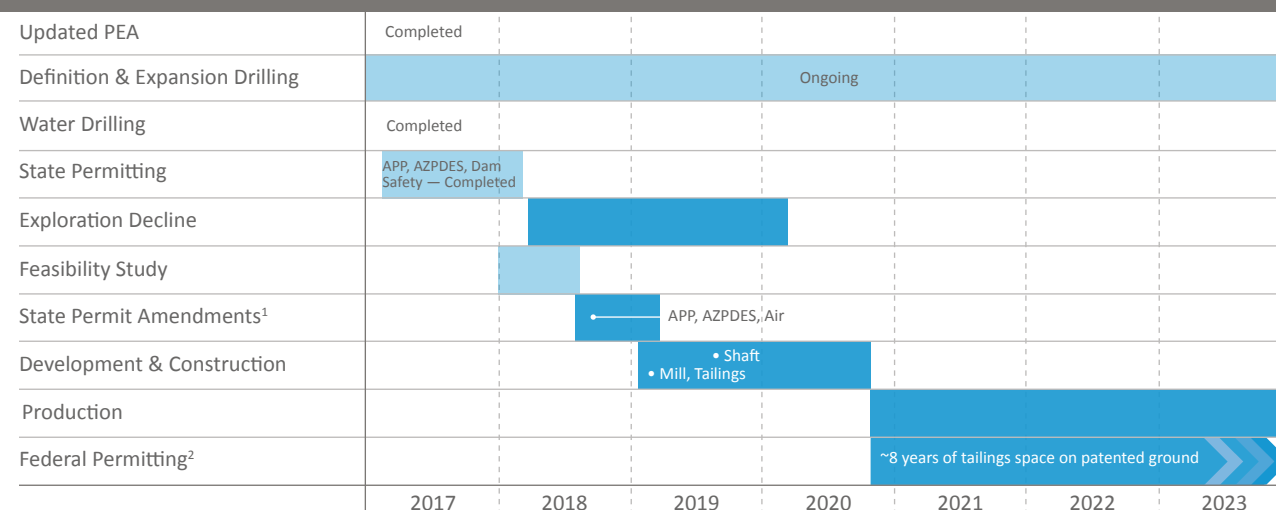 Updated PEA
Completed
Definition & Expansion Drilling
Ongoing
Water Drilling
Completed
State Permitting
APP, AZPDES, Dam
Safety — Completed
Exploration Decline
Feasibility Study
State Permit Amendments¹
APP, AZPDES, Air
Development & Construction
• Shaft
• Mill, Tailings
Production
Federal Permitting²
~8 years of tailings space on patented ground
2017 2018 2019 2020 2021 2022 2023